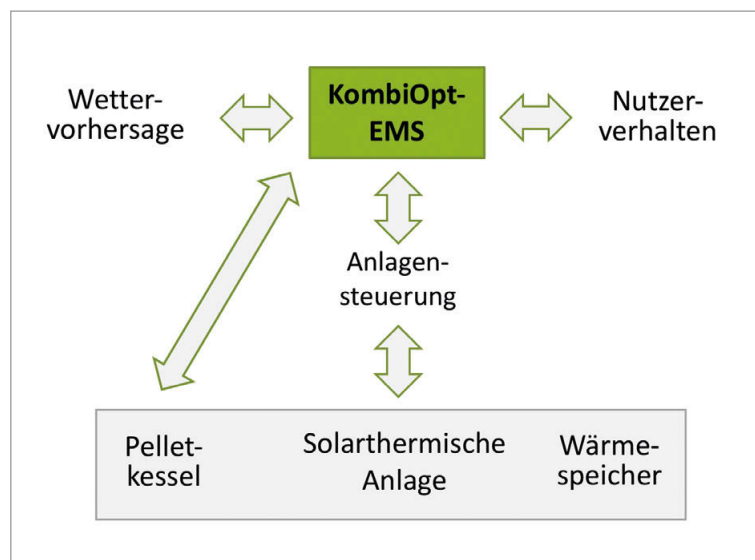 Wetter-
vorhersage
KombiOpt-
EMS
Nutzer-
verhalten
Anlagen-
steuerung
Pellet-
kessel
Solarthermische
Anlage
Wärme-
speicher